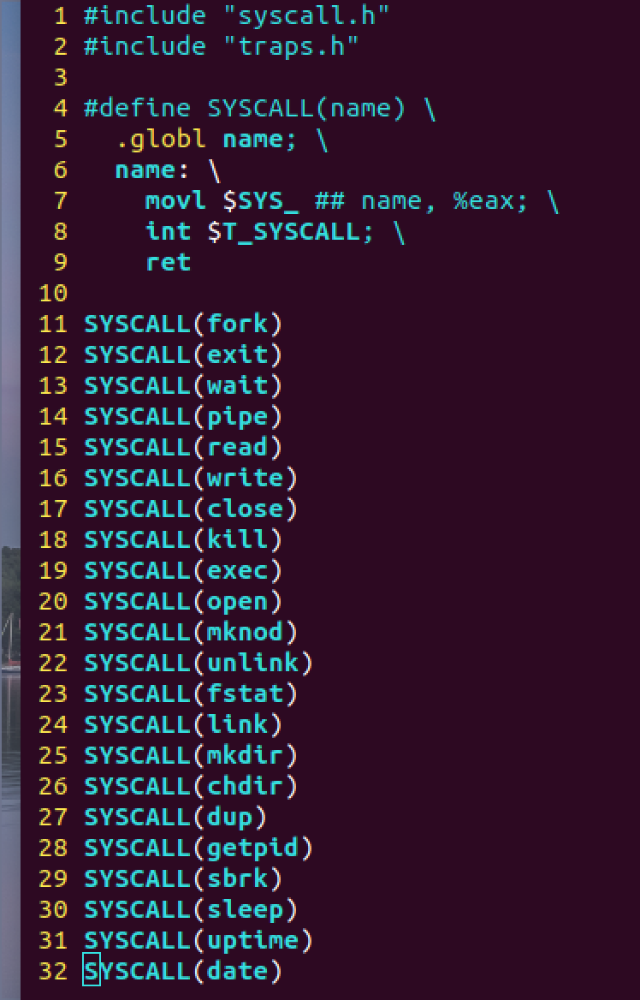 1 #include "syscall.h"
2 #include "traps.h"
3
4 #define SYSCALL(name) \
5   .globl name; \
6   name: \
7     movl $SYS_ ## name, %eax; \
8     int $T_SYSCALL; \
9     ret
10
11 SYSCALL(fork)
12 SYSCALL(exit)
13 SYSCALL(wait)
14 SYSCALL(pipe)
15 SYSCALL(read)
16 SYSCALL(write)
17 SYSCALL(close)
18 SYSCALL(kill)
19 SYSCALL(exec)
20 SYSCALL(open)
21 SYSCALL(mknod)
22 SYSCALL(unlink)
23 SYSCALL(fstat)
24 SYSCALL(link)
25 SYSCALL(mkdir)
26 SYSCALL(chdir)
27 SYSCALL(dup)
28 SYSCALL(getpid)
29 SYSCALL(sbrk)
30 SYSCALL(sleep)
31 SYSCALL(uptime)
32 SYSCALL(date)